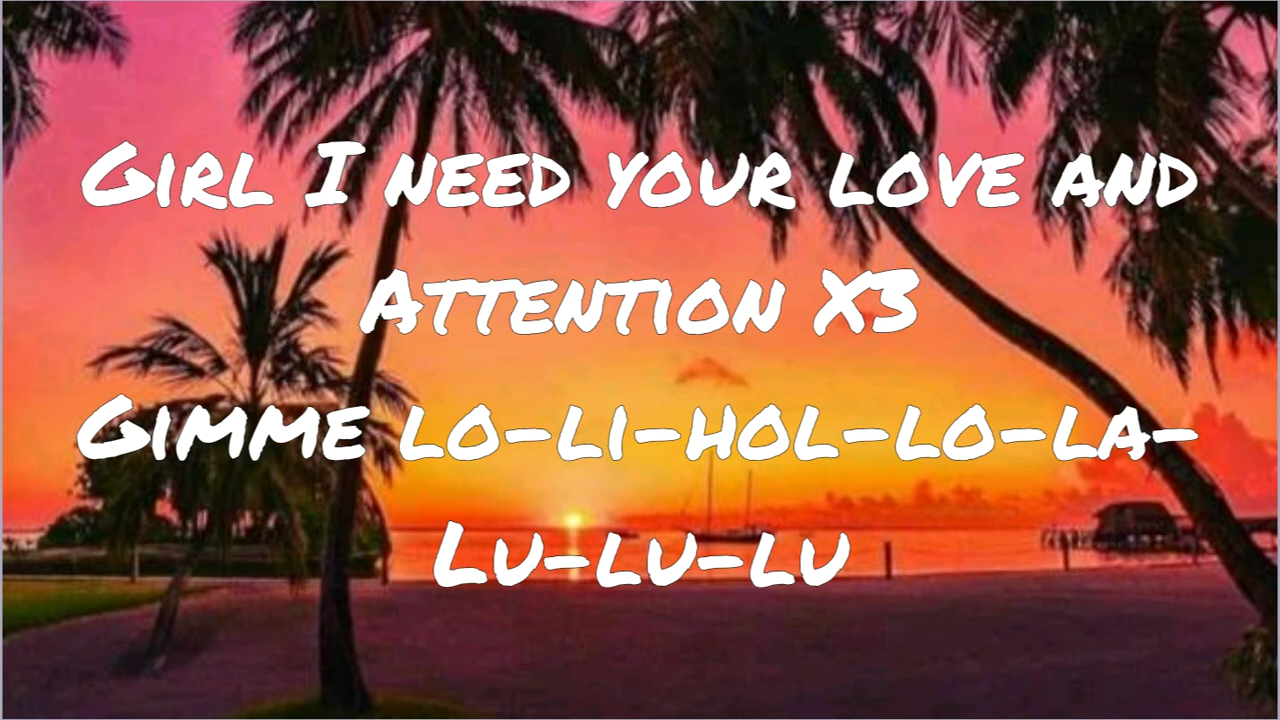 Girl I need your love and
Attention X3
Gimme lo-li-hol-lo-la-
Lu-lu-lu